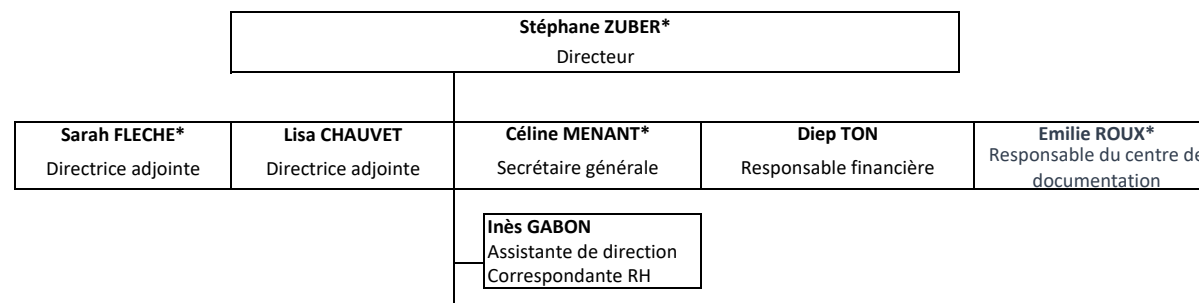 Stéphane ZUBER*
Directeur
Sarah FLECHE*
Directrice adjointe
Lisa CHAUVET
Directrice adjointe
Céline MENANT*
Secrétaire générale
Diep TON
Responsable financière
Emilie ROUX*
Responsable du centre de
documentation
Inès GABON
Assistante de direction
Correspondante RH